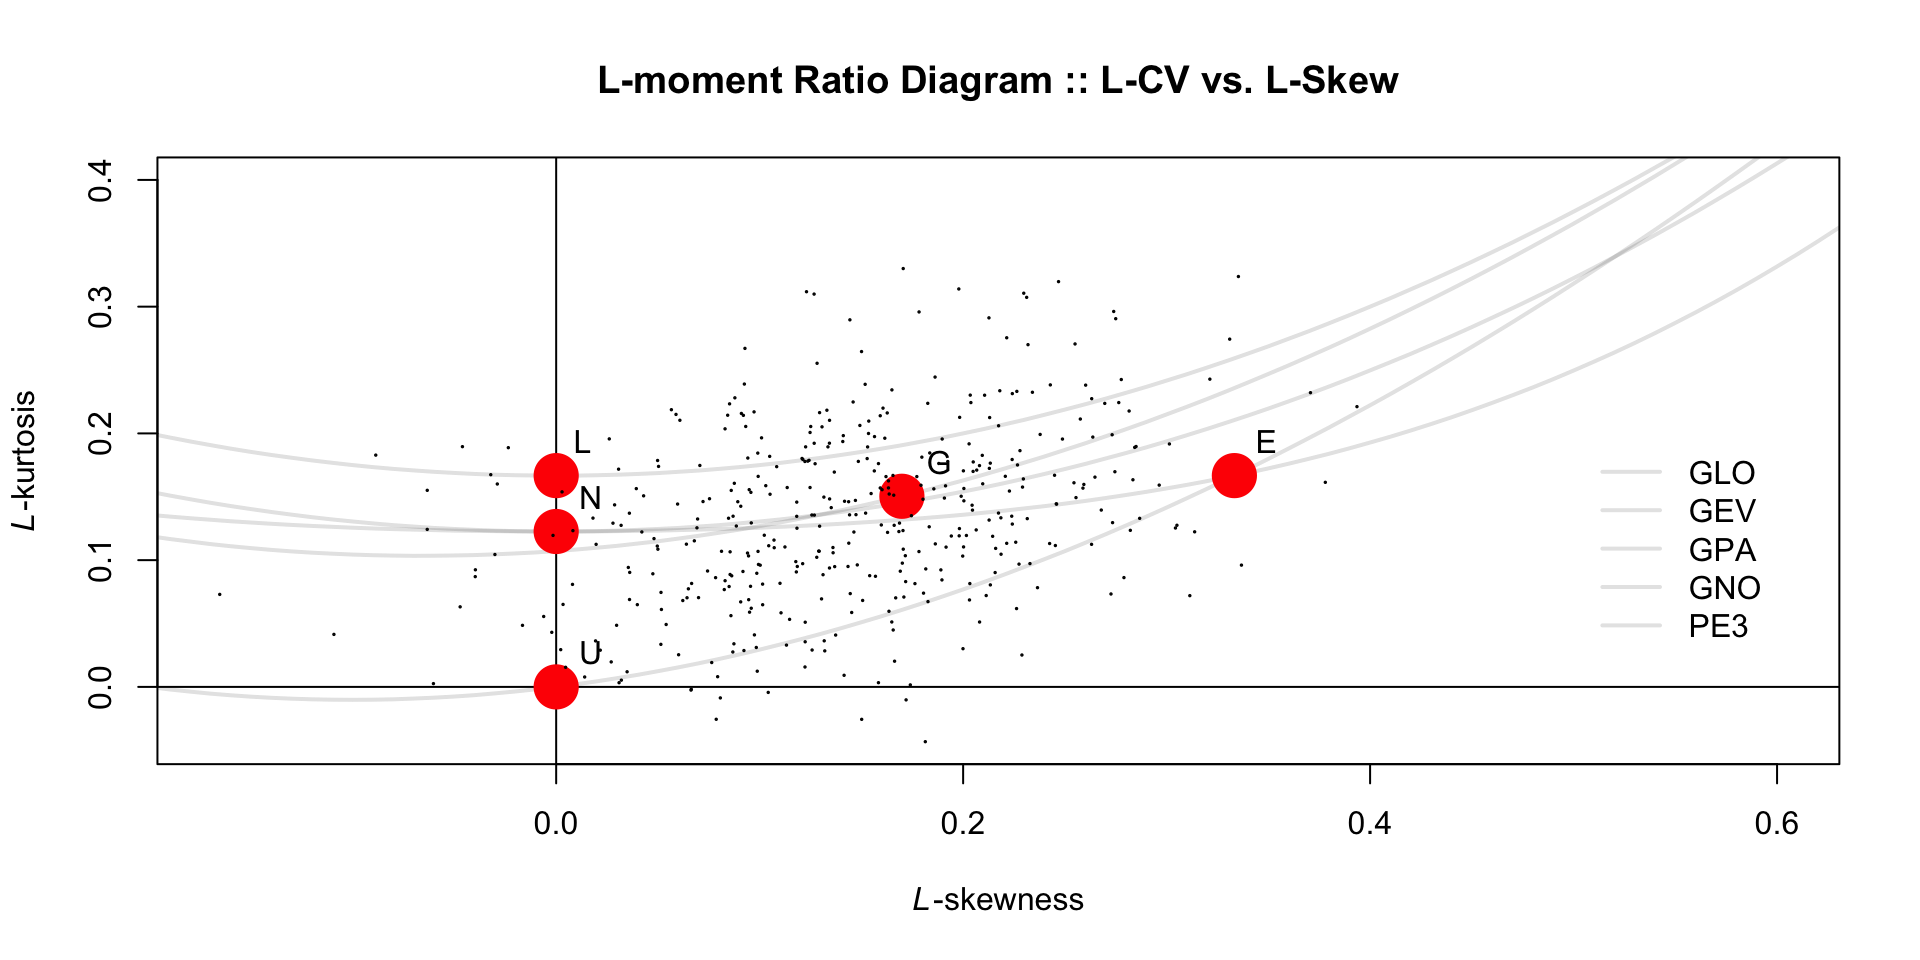 L-moment Ratio Diagram :: L-CV vs. L-Skew
L-kurtosis
0.4
0.3
0.2
0.1
0.0
L
N
G
E
U
GLO
GEV
GPA
GNO
PE3
0.0 0.2 0.4 0.6
L-skewness